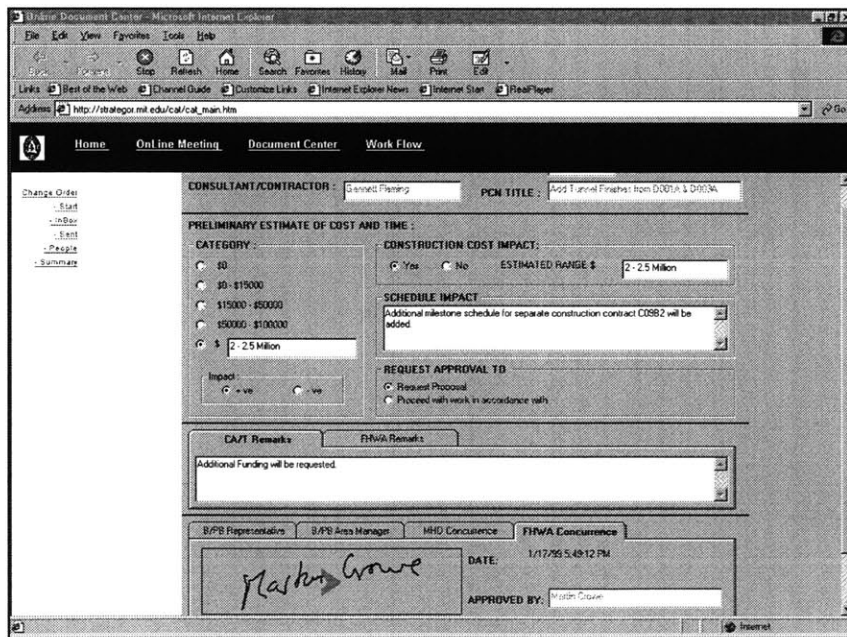 Online Document Center - Microsoft Internet Explorer
File Edit View Favorites Tools Help
Back Forward Stop Refresh Home Search Favorites History Mail Print Edit
Links Best of the Web Channel Guide Customize Links Internet Explorer News Internet Start RealPlayer
Address http://strategor.mit.edu/cat/cat_main.htm Go
Home OnLine Meeting Document Center Work Flow
Change Order
- Start
- InBox
- Sent
- People
- Summary
CONSULTANT/CONTRACTOR : Gannett Fleming PCN TITLE : Add Tunnel Finishes from D001A & D003A
PRELIMINARY ESTIMATE OF COST AND TIME :
CATEGORY :
$0
$0 - $15000
$15000 - $50000
$50000 - $100000
$ 2 - 2.5 Million
Impact :
+ ve - ve
CONSTRUCTION COST IMPACT:
Yes No ESTIMATED RANGE $ 2 - 2.5 Million
SCHEDULE IMPACT
Additional milestone schedule for separate construction contract C09B2 will be
added.
REQUEST APPROVAL TO
Request Proposal
Proceed with work in accordance with
CA/T Remarks FHWA Remarks
Additional Funding will be requested.
B/PB Representative B/PB Area Manager MHD Concurrence FHWA Concurrence
Martin Crowe
DATE: 1/17/99 5:49:12 PM
APPROVED BY: Martin Crowe
Internet